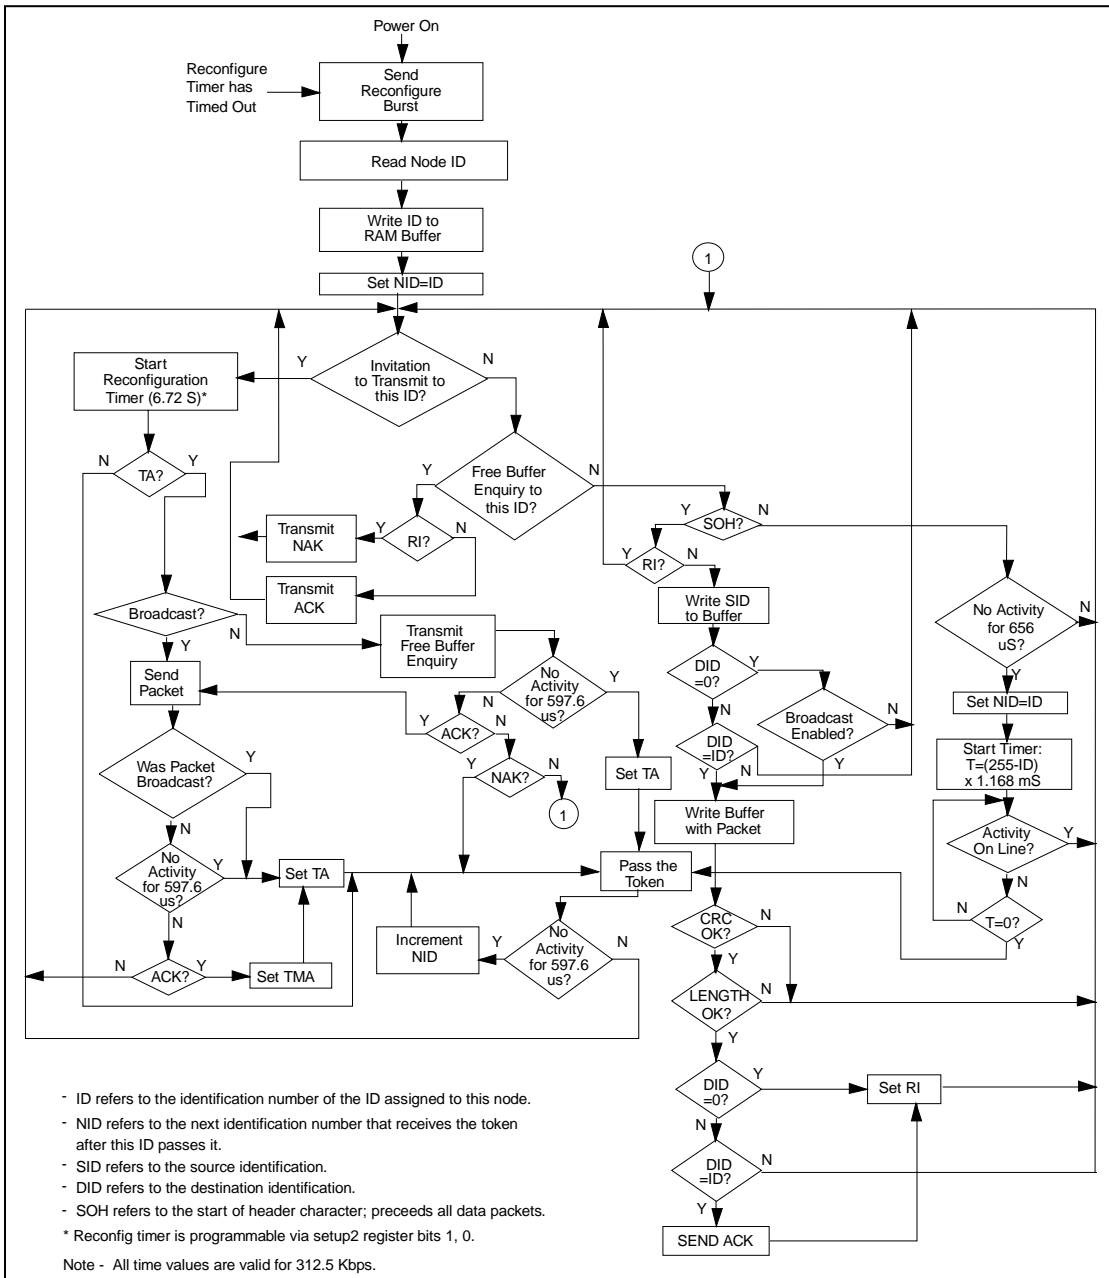 Power On
Reconfigure
Timer has
Timed Out
Send
Reconfigure
Burst
Read Node ID
Write ID to
RAM Buffer
Set NID=ID
1
Start
Reconfiguration
Timer (6.72 S)*
Y
Invitation
to Transmit to
this ID?
N
N
TA?
Y
Y
Free Buffer
Enquiry to
this ID?
N
Transmit
NAK
Y
RI?
N
Y
SOH?
N
Transmit
ACK
Y
RI?
N
Write SID
to Buffer
No Activity
for 656
uS?
N
Y
Broadcast?
N
Y
Transmit
Free Buffer
Enquiry
No
Activity
for 597.6
us?
N
Y
DID
=0?
Y
N
Send
Packet
Set NID=ID
Broadcast
Enabled?
N
Y
Y
ACK?
N
DID
=ID?
Y
Start Timer:
T=(255-ID)
x 1.168 mS
Was Packet
Broadcast?
Y
N
NAK?
N
1
Set TA
Write Buffer
with Packet
Activity
On Line?
Y
N
No
Activity
for 597.6
us?
Y
N
Set TA
Pass the
Token
N
T=0?
Y
CRC
OK?
N
Y
Increment
NID
Y
No
Activity
for 597.6
us?
N
N
ACK?
Y
Set TMA
LENGTH
OK?
N
Y
DID
=0?
Y
N
Set RI
DID
=ID?
N
Y
SEND ACK
- ID refers to the identification number of the ID assigned to this node.
- NID refers to the next identification number that receives the token
after this ID passes it.
- SID refers to the source identification.
- DID refers to the destination identification.
- SOH refers to the start of header character; preceeds all data packets.
* Reconfig timer is programmable via setup2 register bits 1, 0.
Note - All time values are valid for 312.5 Kbps.